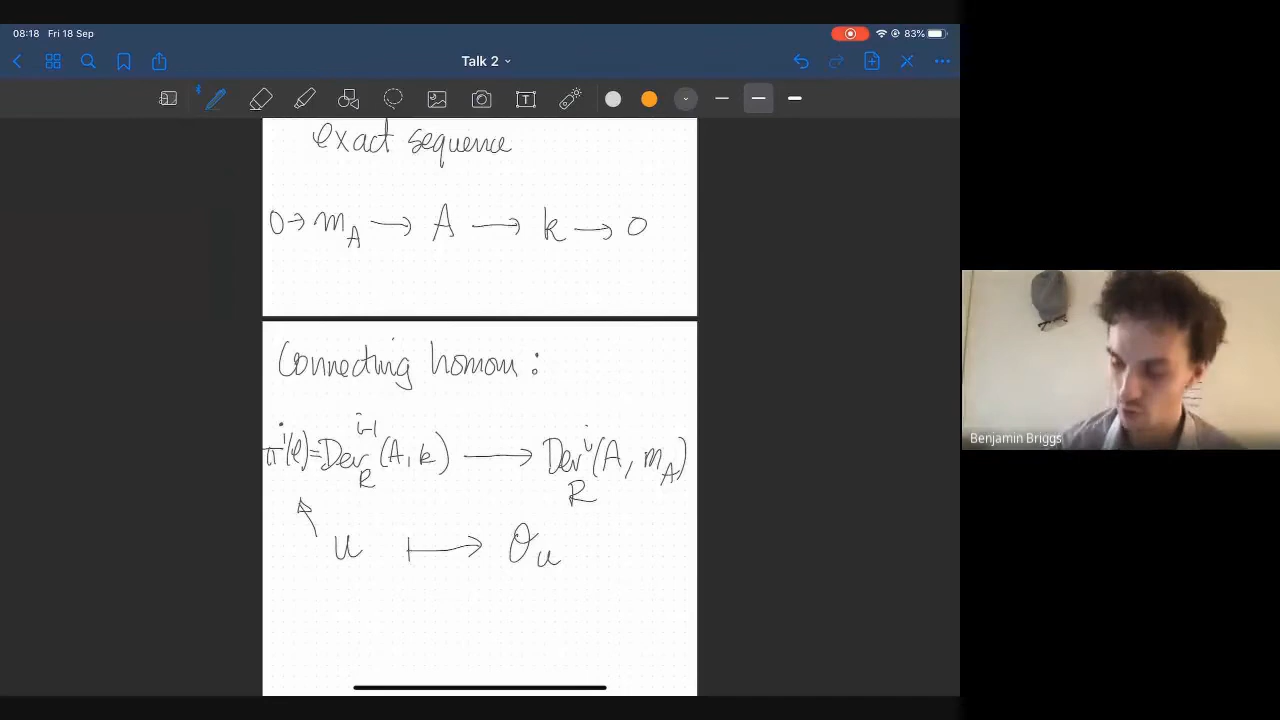 08:18 Fri 18 Sep
83%
Talk 2
exact sequence
0 → m_A → A → k → 0
Connecting homom :
π^i(φ) = Der_R^{i-1}(A, k) → Der_R^i(A, m_A)
u ↦ θ_u
Benjamin Briggs